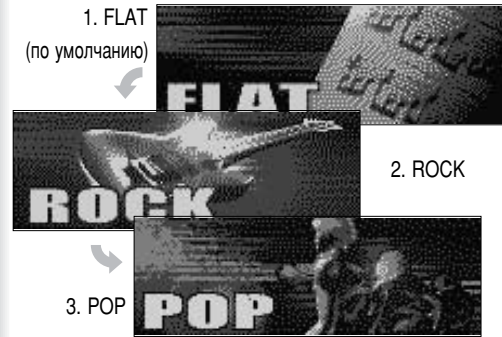 1. FLAT
(по умолчанию)
FLAT
ROCK
2. ROCK
3. POP
POP